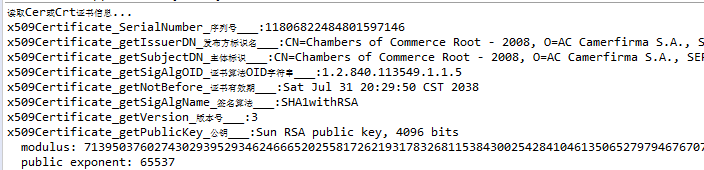 读取Cer或Crt证书信息...
x509Certificate_SerialNumber_序列号___:11806822484801597146
x509Certificate_getIssuerDN_发布方标识名___:CN=Chambers of Commerce Root - 2008, O=AC Camerfirma S.A., S
x509Certificate_getSubjectDN_主体标识___:CN=Chambers of Commerce Root - 2008, O=AC Camerfirma S.A., SER
x509Certificate_getSigAlgOID_证书算法OID字符串___:1.2.840.113549.1.1.5
x509Certificate_getNotBefore_证书有效期___:Sat Jul 31 20:29:50 CST 2038
x509Certificate_getSigAlgName_签名算法___:SHA1withRSA
x509Certificate_getVersion_版本号___:3
x509Certificate_getPublicKey_公钥___:Sun RSA public key, 4096 bits
modulus: 7139503760274302939529346246665202558172621931783268115384300254284104613506527979467670
public exponent: 65537